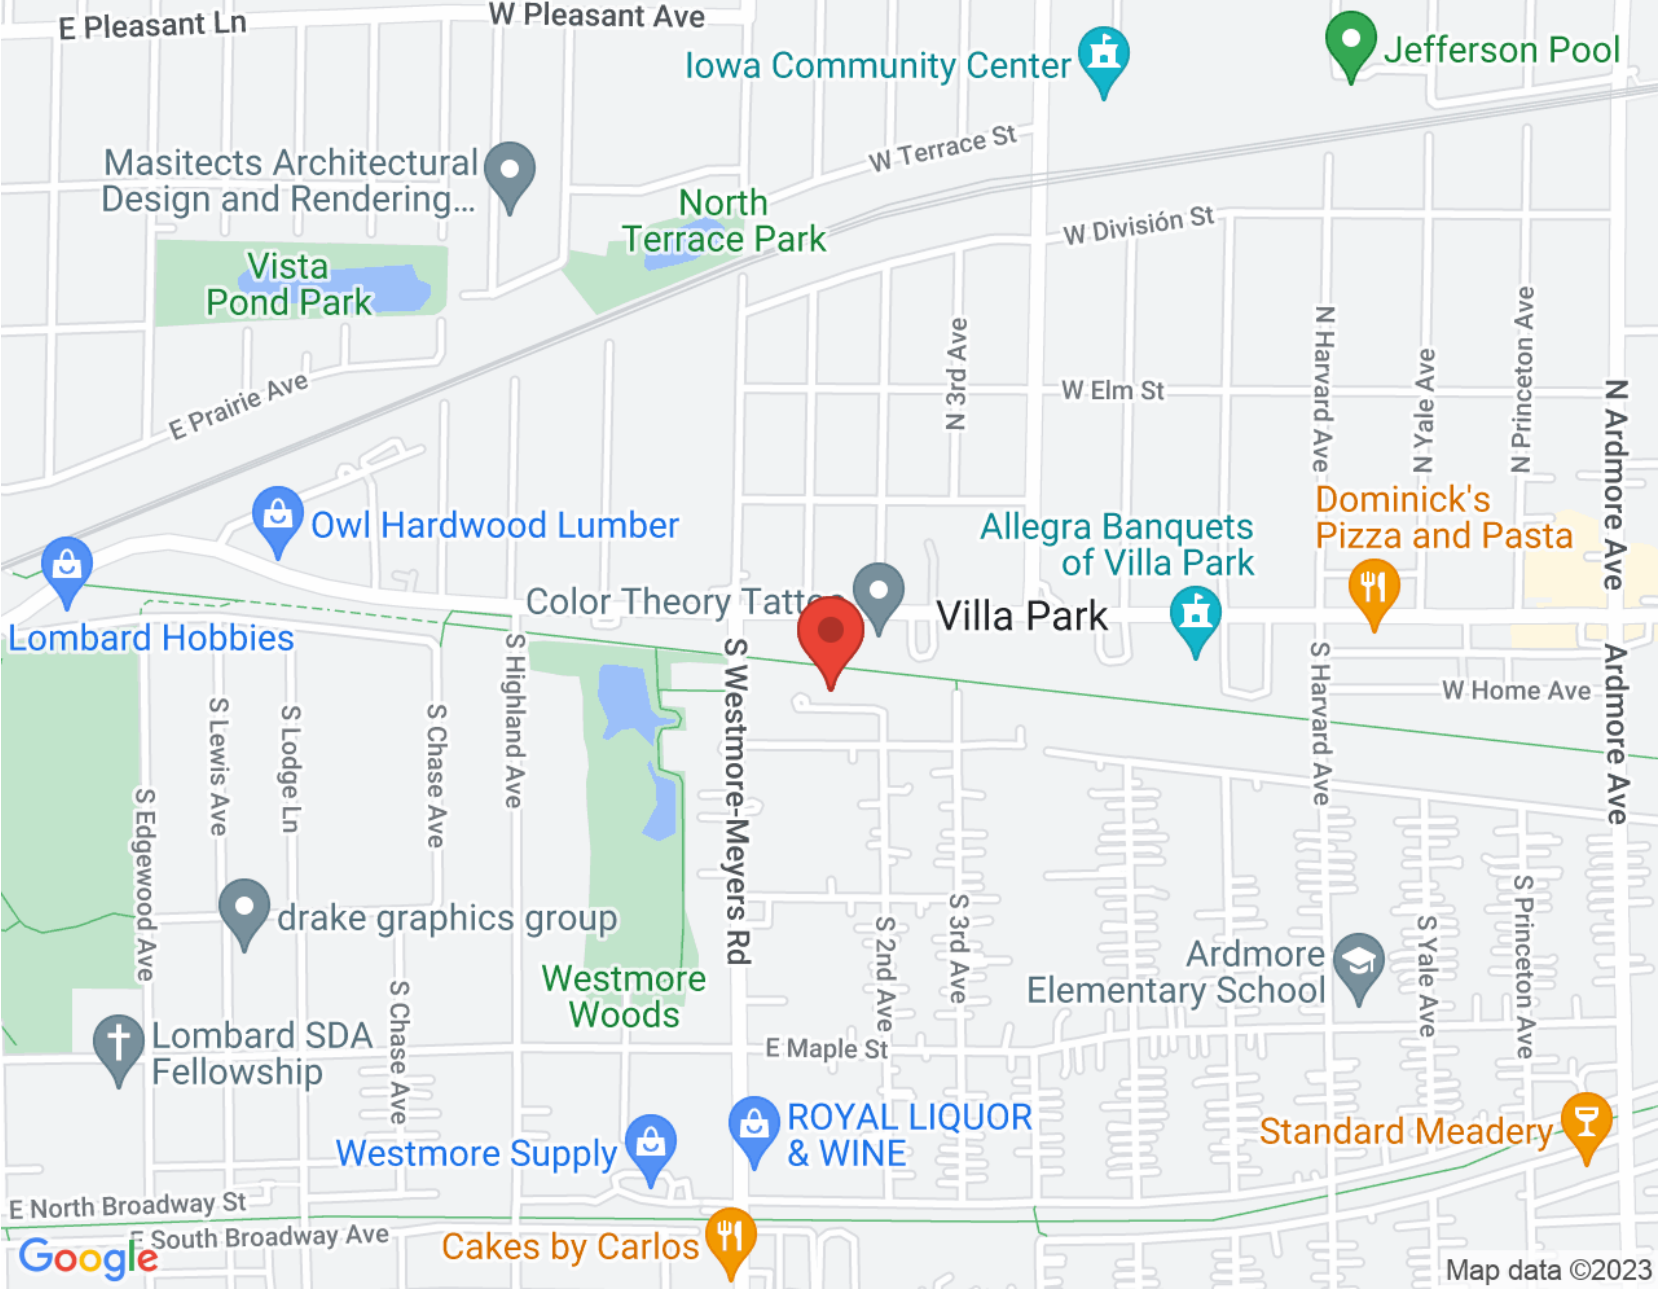 E Pleasant Ln
W Pleasant Ave
Iowa Community Center
Jefferson Pool
Masitects Architectural
Design and Rendering...
W Terrace St
North
Terrace Park
W División St
Vista
Pond Park
N 3rd Ave
N Harvard Ave
N Yale Ave
N Princeton Ave
N Ardmore Ave
E Prairie Ave
W Elm St
Owl Hardwood Lumber
Allegra Banquets
of Villa Park
Dominick's
Pizza and Pasta
Color Theory
Villa Park
Lombard Hobbies
S Highland Ave
S Westmore-Meyers Rd
S Harvard Ave
W Home Ave
Ardmore Ave
S Lewis Ave
S Lodge Ln
S Chase Ave
S Edgewood Ave
drake graphics group
S 2nd Ave
S 3rd Ave
Ardmore
Elementary School
S Yale Ave
S Princeton Ave
Westmore
Woods
S Chase Ave
Lombard SDA
Fellowship
E Maple St
ROYAL LIQUOR
& WINE
Westmore Supply
Standard Meadery
E North Broadway St
E South Broadway Ave
Cakes by Carlos
Google
Map data ©2023